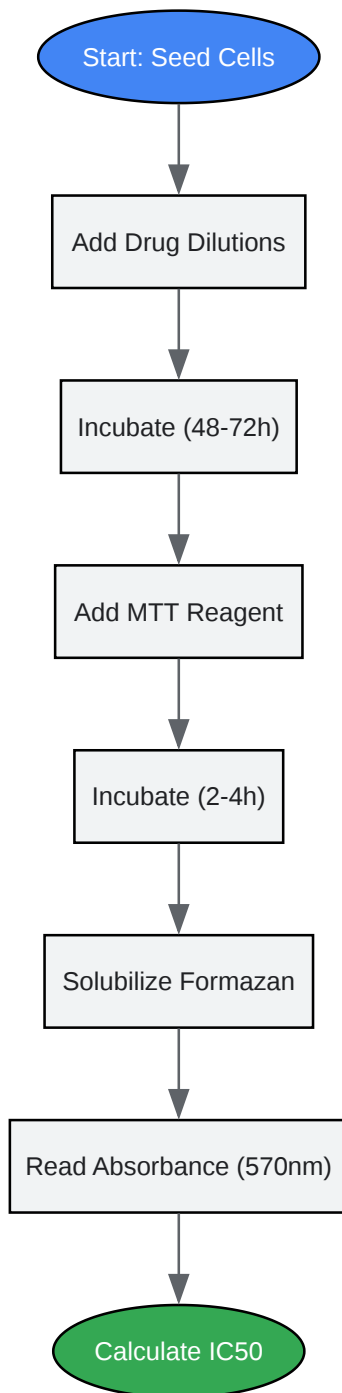 Start: Seed Cells
Add Drug Dilutions
Incubate (48-72h)
Add MTT Reagent
Incubate (2-4h)
Solubilize Formazan
Read Absorbance (570nm)
Calculate IC50